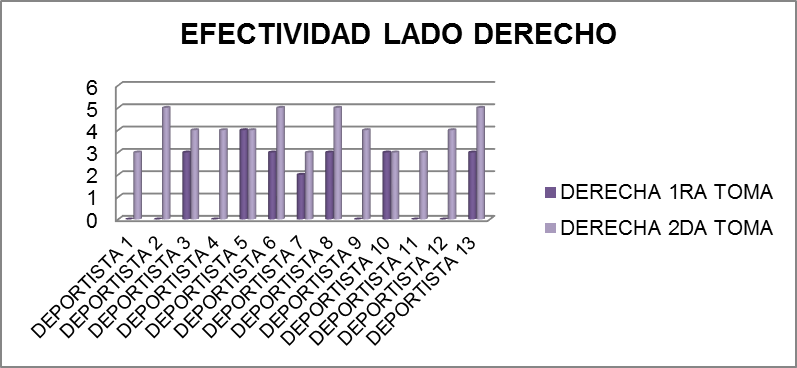 EFECTIVIDAD LADO DERECHO
6
5
4
3
2
1
0
DEPORTISTA 1
DEPORTISTA 2
DEPORTISTA 3
DEPORTISTA 4
DEPORTISTA 5
DEPORTISTA 6
DEPORTISTA 7
DEPORTISTA 8
DEPORTISTA 9
DEPORTISTA 10
DEPORTISTA 11
DEPORTISTA 12
DEPORTISTA 13
DERECHA 1RA TOMA
DERECHA 2DA TOMA